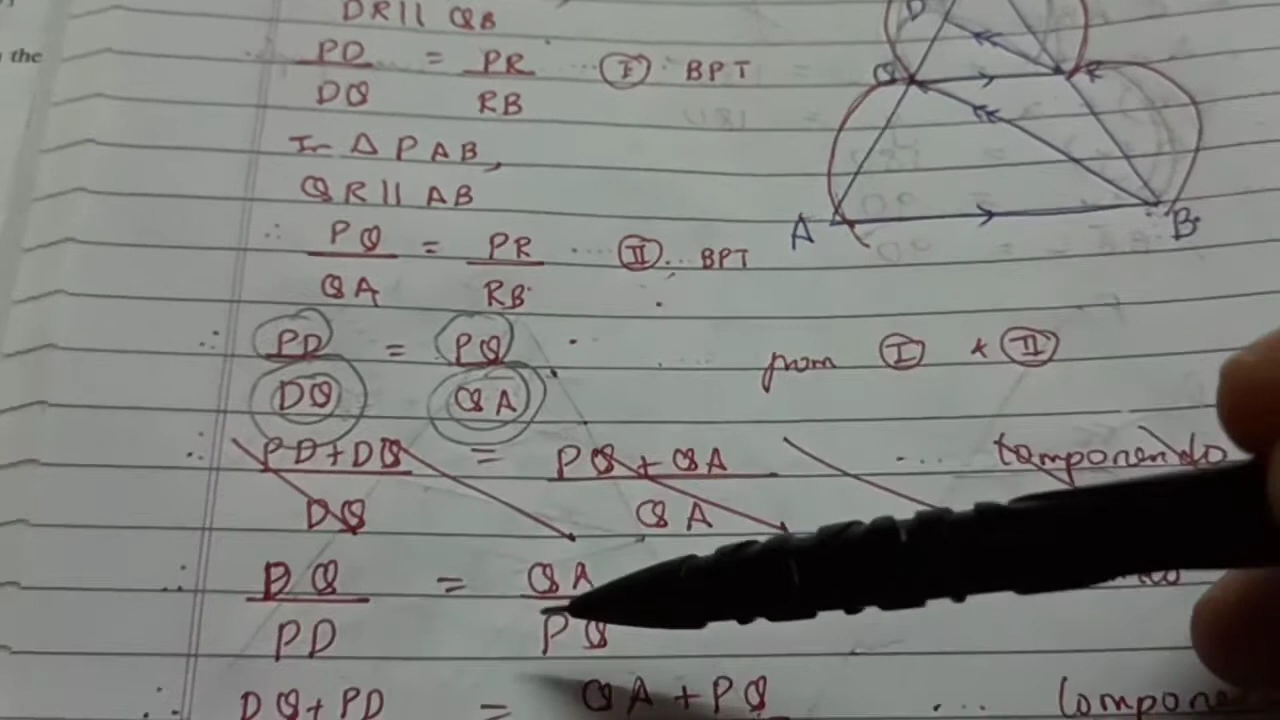 the
DR || QB
PD = PR ... I . BPT
DQ RB
In Δ PAB,
QR || AB
∴ PQ = PR ... II ... BPT
QA RB
∴ PD = PQ . from I & II
DQ QA
∴ PD+DQ = PQ+QA ... componendo
DQ QA
∴ DQ = QA
PD PQ
∴ DQ+PD = QA+PQ ...
D
Q R
A B